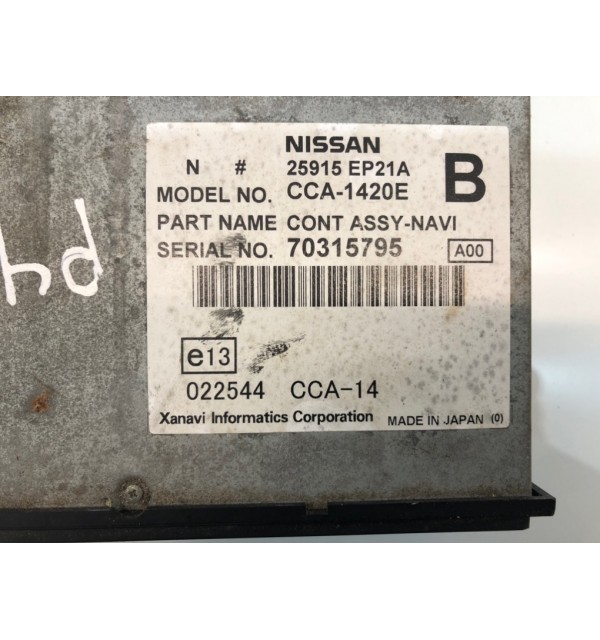 NISSAN
N # 25915 EP21A
B
MODEL NO. CCA-1420E
PART NAME CONT ASSY-NAVI
SERIAL NO. 70315795 A00
e13
022544 CCA-14
Xanavi Informatics Corporation MADE IN JAPAN (0)